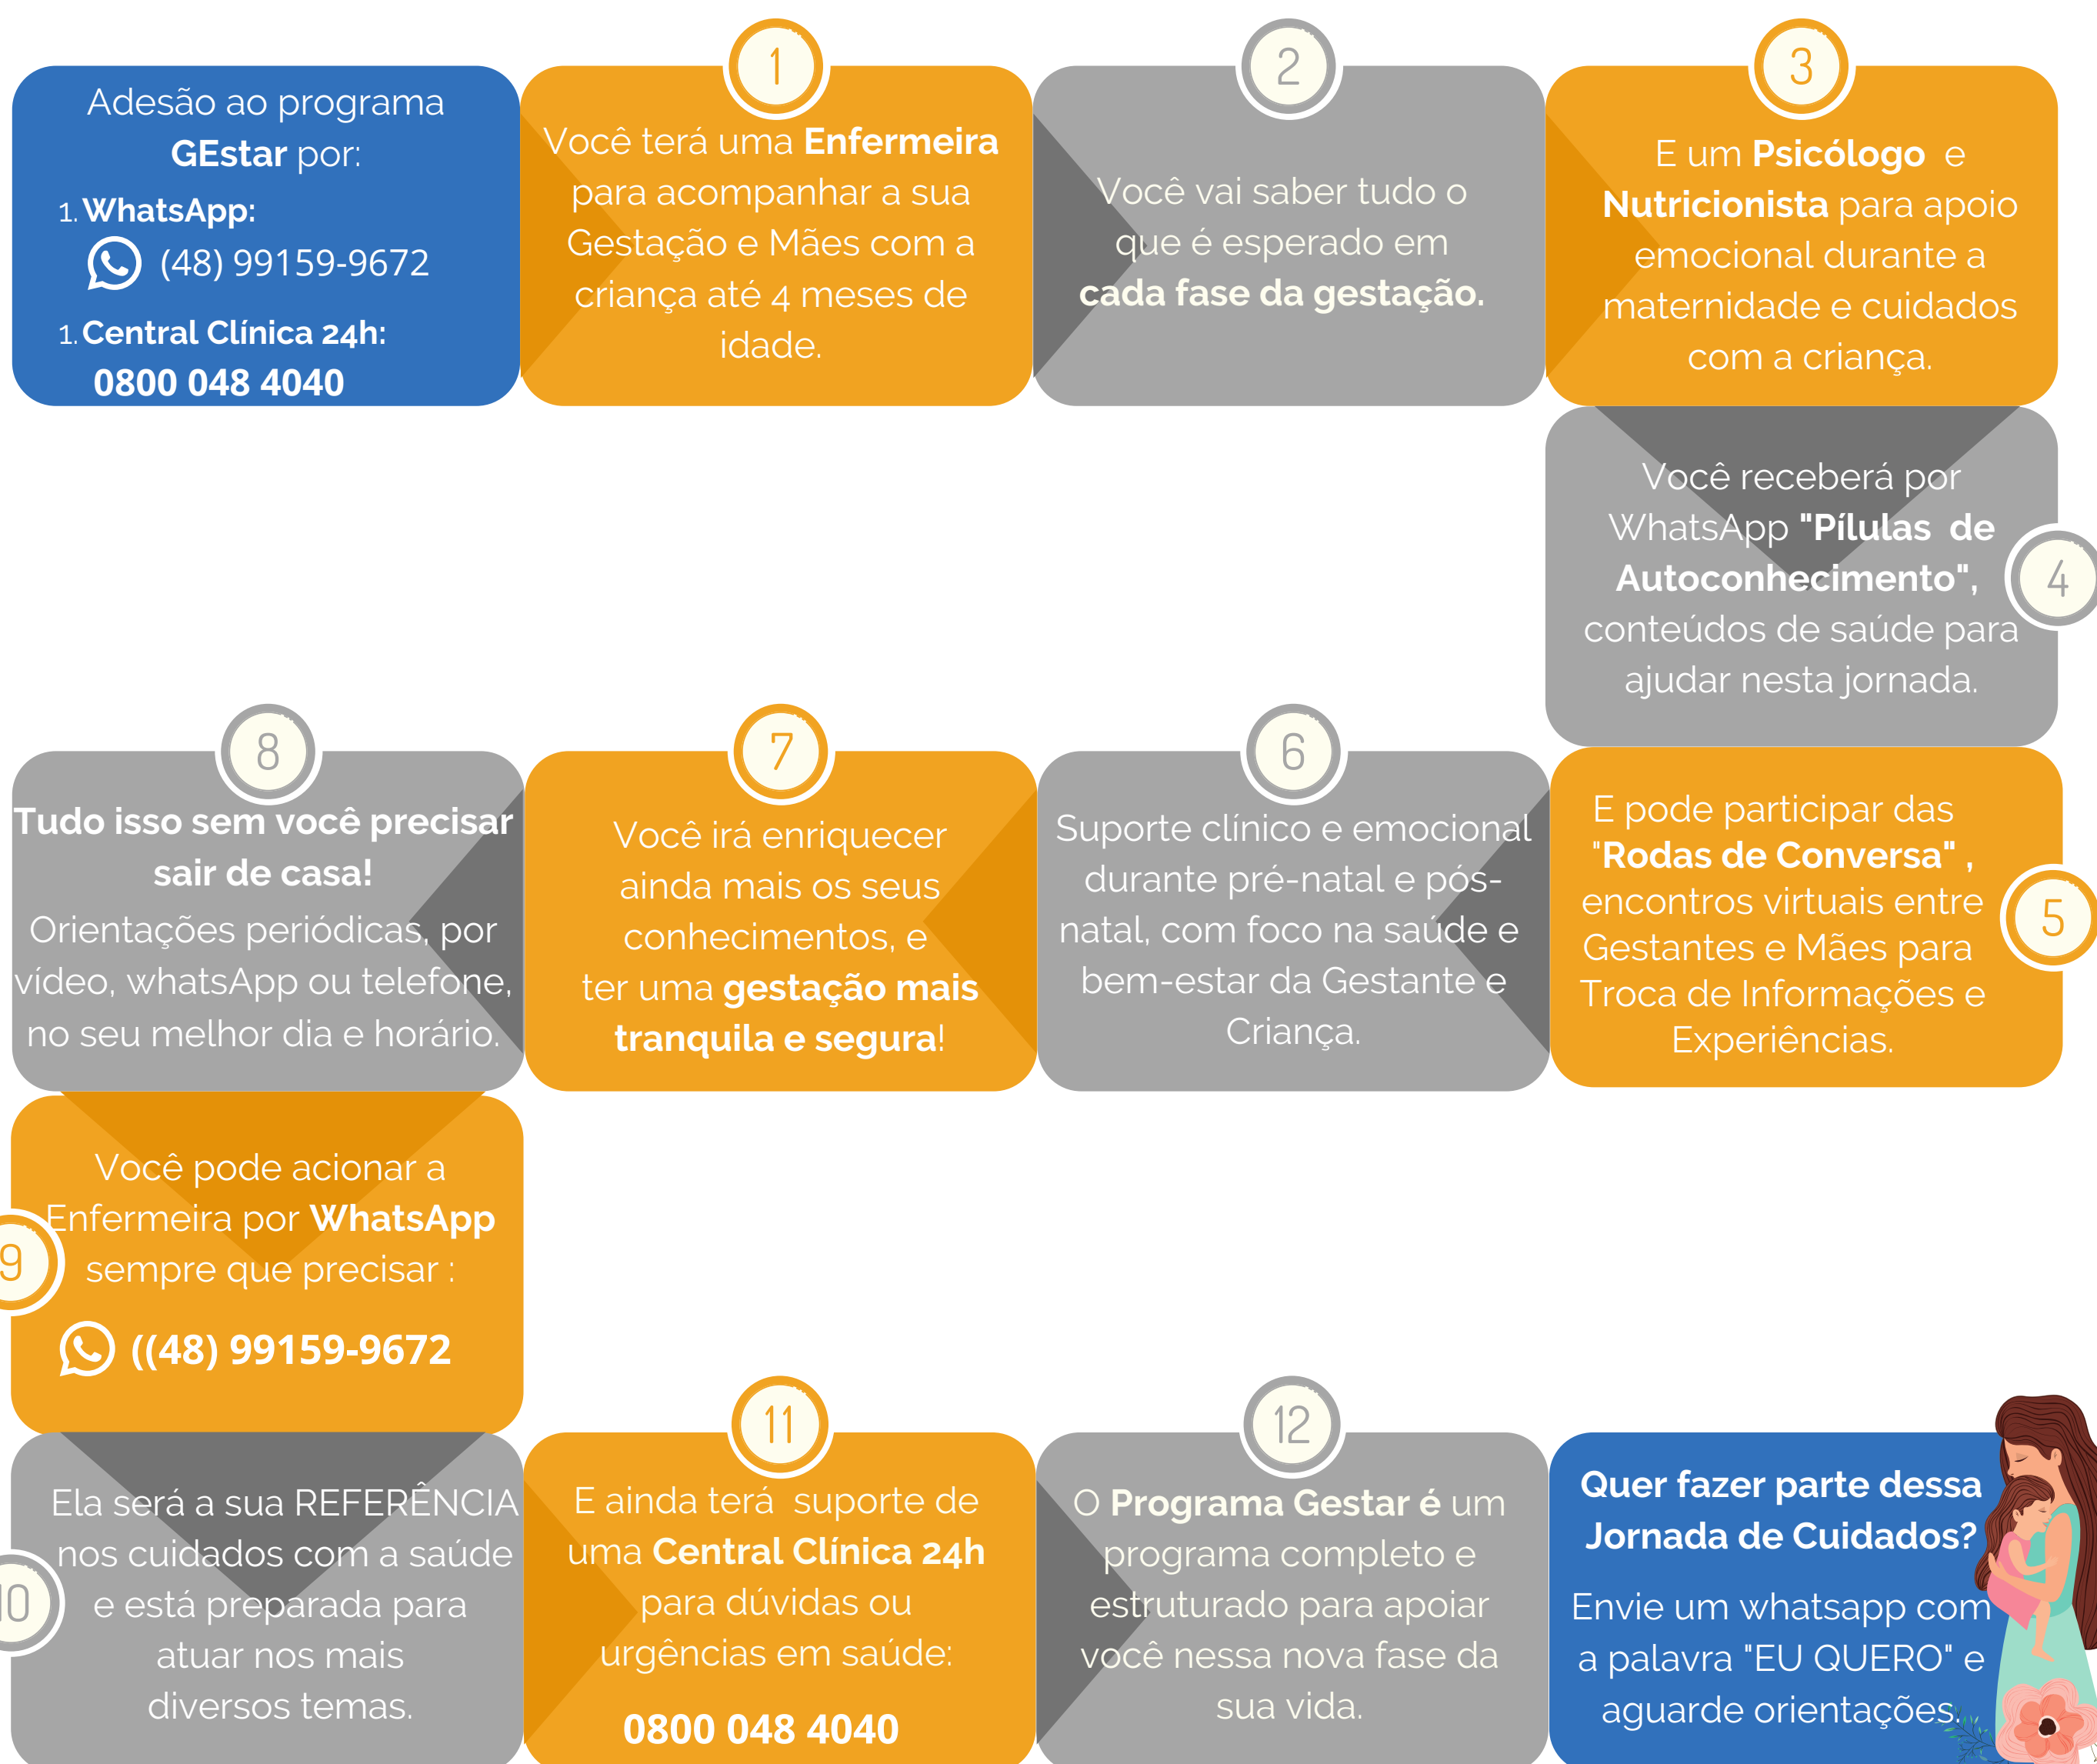 Adesão ao programa
GEstar por:
1. WhatsApp:
(48) 99159-9672
1. Central Clínica 24h:
0800 048 4040
1
Você terá uma Enfermeira
para acompanhar a sua
Gestação e Mães com a
criança até 4 meses de
idade.
2
Você vai saber tudo o
que é esperado em
cada fase da gestação.
3
E um Psicólogo e
Nutricionista para apoio
emocional durante a
maternidade e cuidados
com a criança.
4
Você receberá por
WhatsApp "Pílulas de
Autoconhecimento",
conteúdos de saúde para
ajudar nesta jornada.
5
E pode participar das
"Rodas de Conversa" ,
encontros virtuais entre
Gestantes e Mães para
Troca de Informações e
Experiências.
6
Suporte clínico e emocional
durante pré-natal e pós-
natal, com foco na saúde e
bem-estar da Gestante e
Criança.
7
Você irá enriquecer
ainda mais os seus
conhecimentos, e
ter uma gestação mais
tranquila e segura!
8
Tudo isso sem você precisar
sair de casa!
Orientações periódicas, por
vídeo, whatsApp ou telefone,
no seu melhor dia e horário.
9
Você pode acionar a
Enfermeira por WhatsApp
sempre que precisar :
((48) 99159-9672
10
Ela será a sua REFERÊNCIA
nos cuidados com a saúde
e está preparada para
atuar nos mais
diversos temas.
11
E ainda terá suporte de
uma Central Clínica 24h
para dúvidas ou
urgências em saúde:
0800 048 4040
12
O Programa Gestar é um
programa completo e
estruturado para apoiar
você nessa nova fase da
sua vida.
Quer fazer parte dessa
Jornada de Cuidados?
Envie um whatsapp com
a palavra "EU QUERO" e
aguarde orientações.